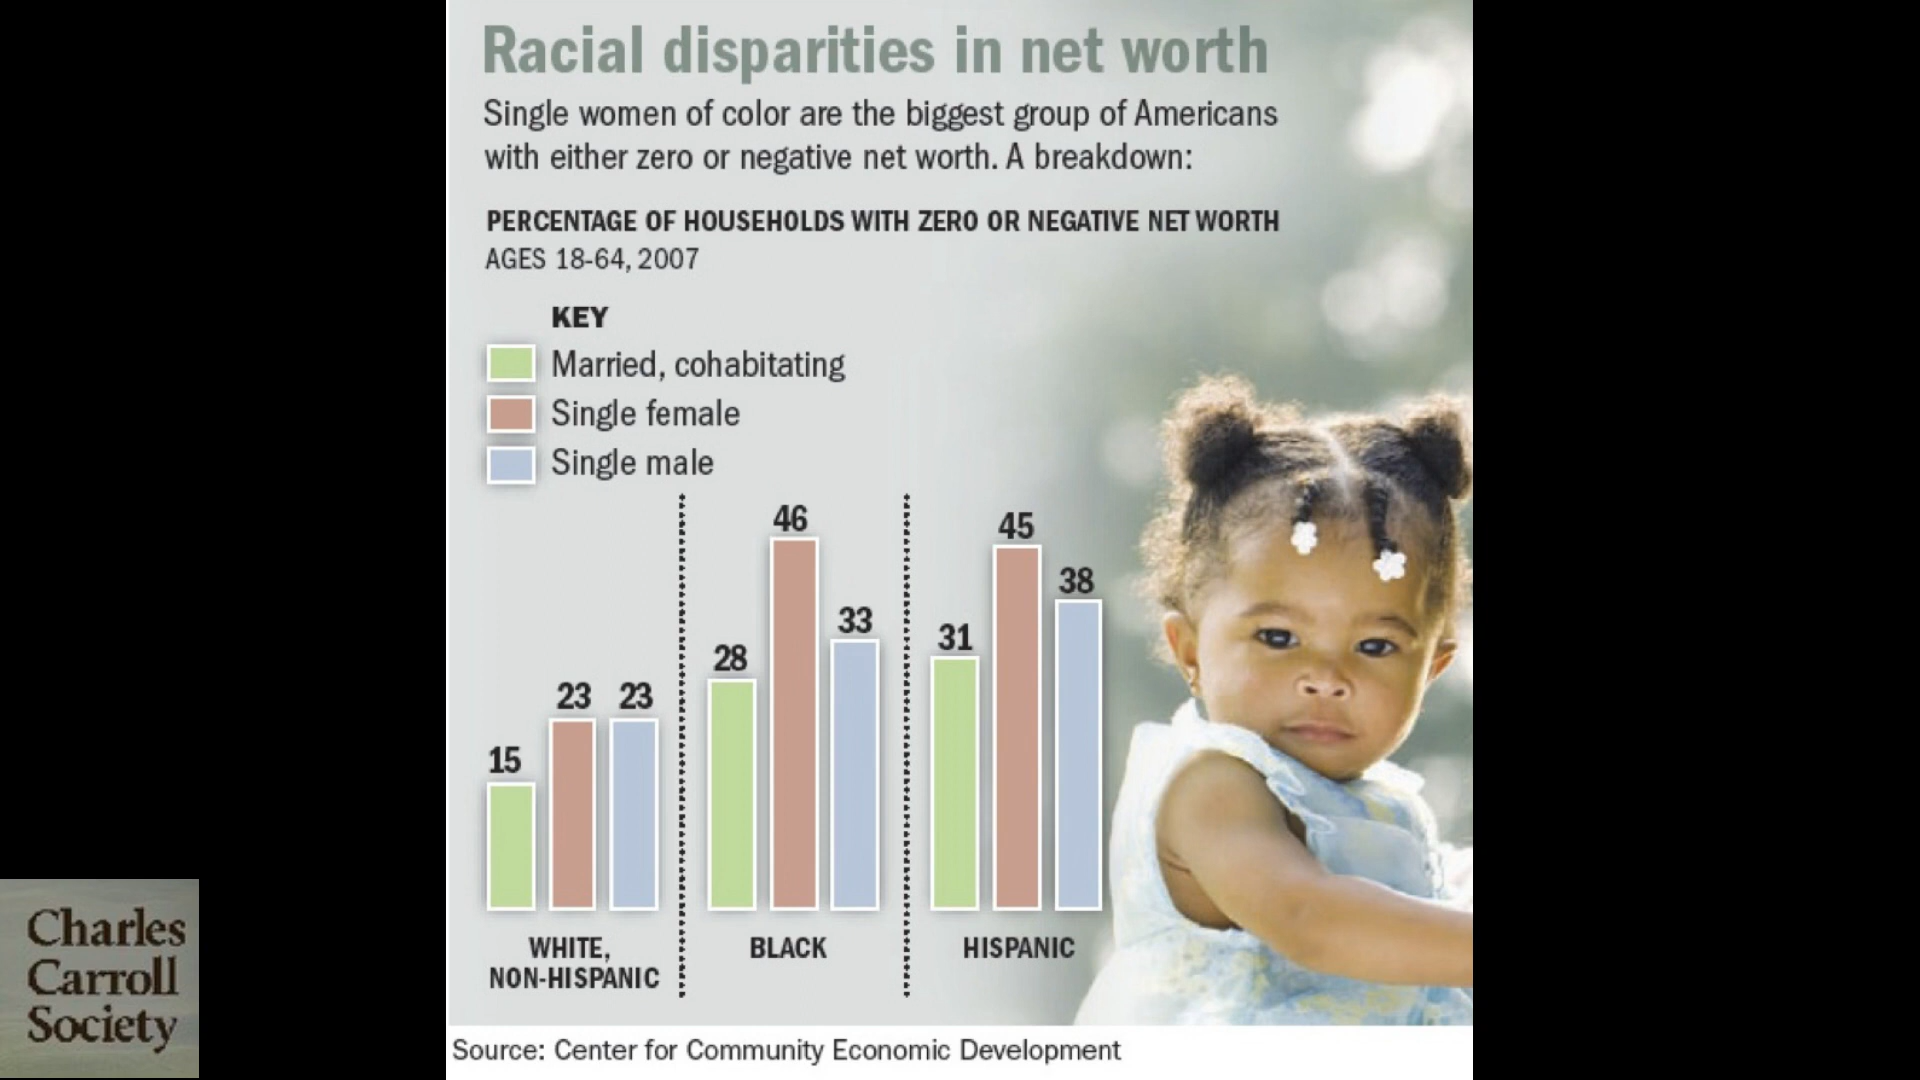 Racial disparities in net worth
Single women of color are the biggest group of Americans
with either zero or negative net worth. A breakdown:
PERCENTAGE OF HOUSEHOLDS WITH ZERO OR NEGATIVE NET WORTH
AGES 18-64, 2007
KEY
Married, cohabitating
Single female
Single male
15
23
23
28
46
33
31
45
38
WHITE,
NON-HISPANIC
BLACK
HISPANIC
Source: Center for Community Economic Development
Charles
Carroll
Society